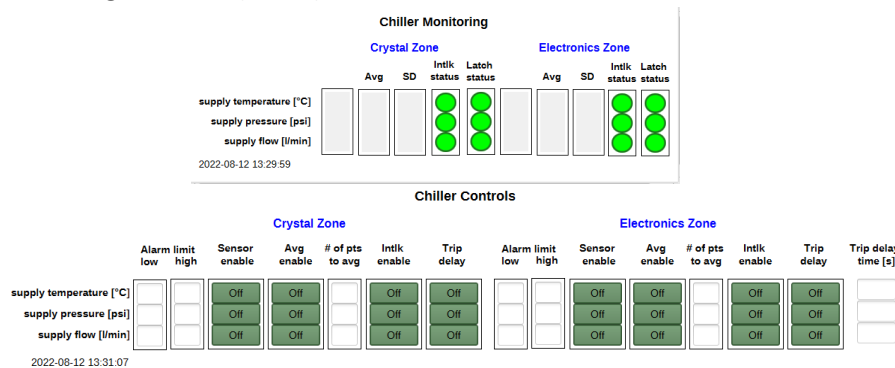 Chiller Monitoring
Crystal Zone Electronics Zone
Avg SD Intlk status Latch status Avg SD Intlk status Latch status
supply temperature [°C]
supply pressure [psi]
supply flow [l/min]
2022-08-12 13:29:59
Chiller Controls
Crystal Zone Electronics Zone
Alarm limit Sensor Avg # of pts Intlk Trip Alarm limit Sensor Avg # of pts Intlk Trip Trip delay
low high enable enable to avg enable delay low high enable enable to avg enable delay time [s]
supply temperature [°C] Off Off Off Off Off Off Off Off
supply pressure [psi] Off Off Off Off Off Off Off Off
supply flow [l/min] Off Off Off Off Off Off Off Off
2022-08-12 13:31:07